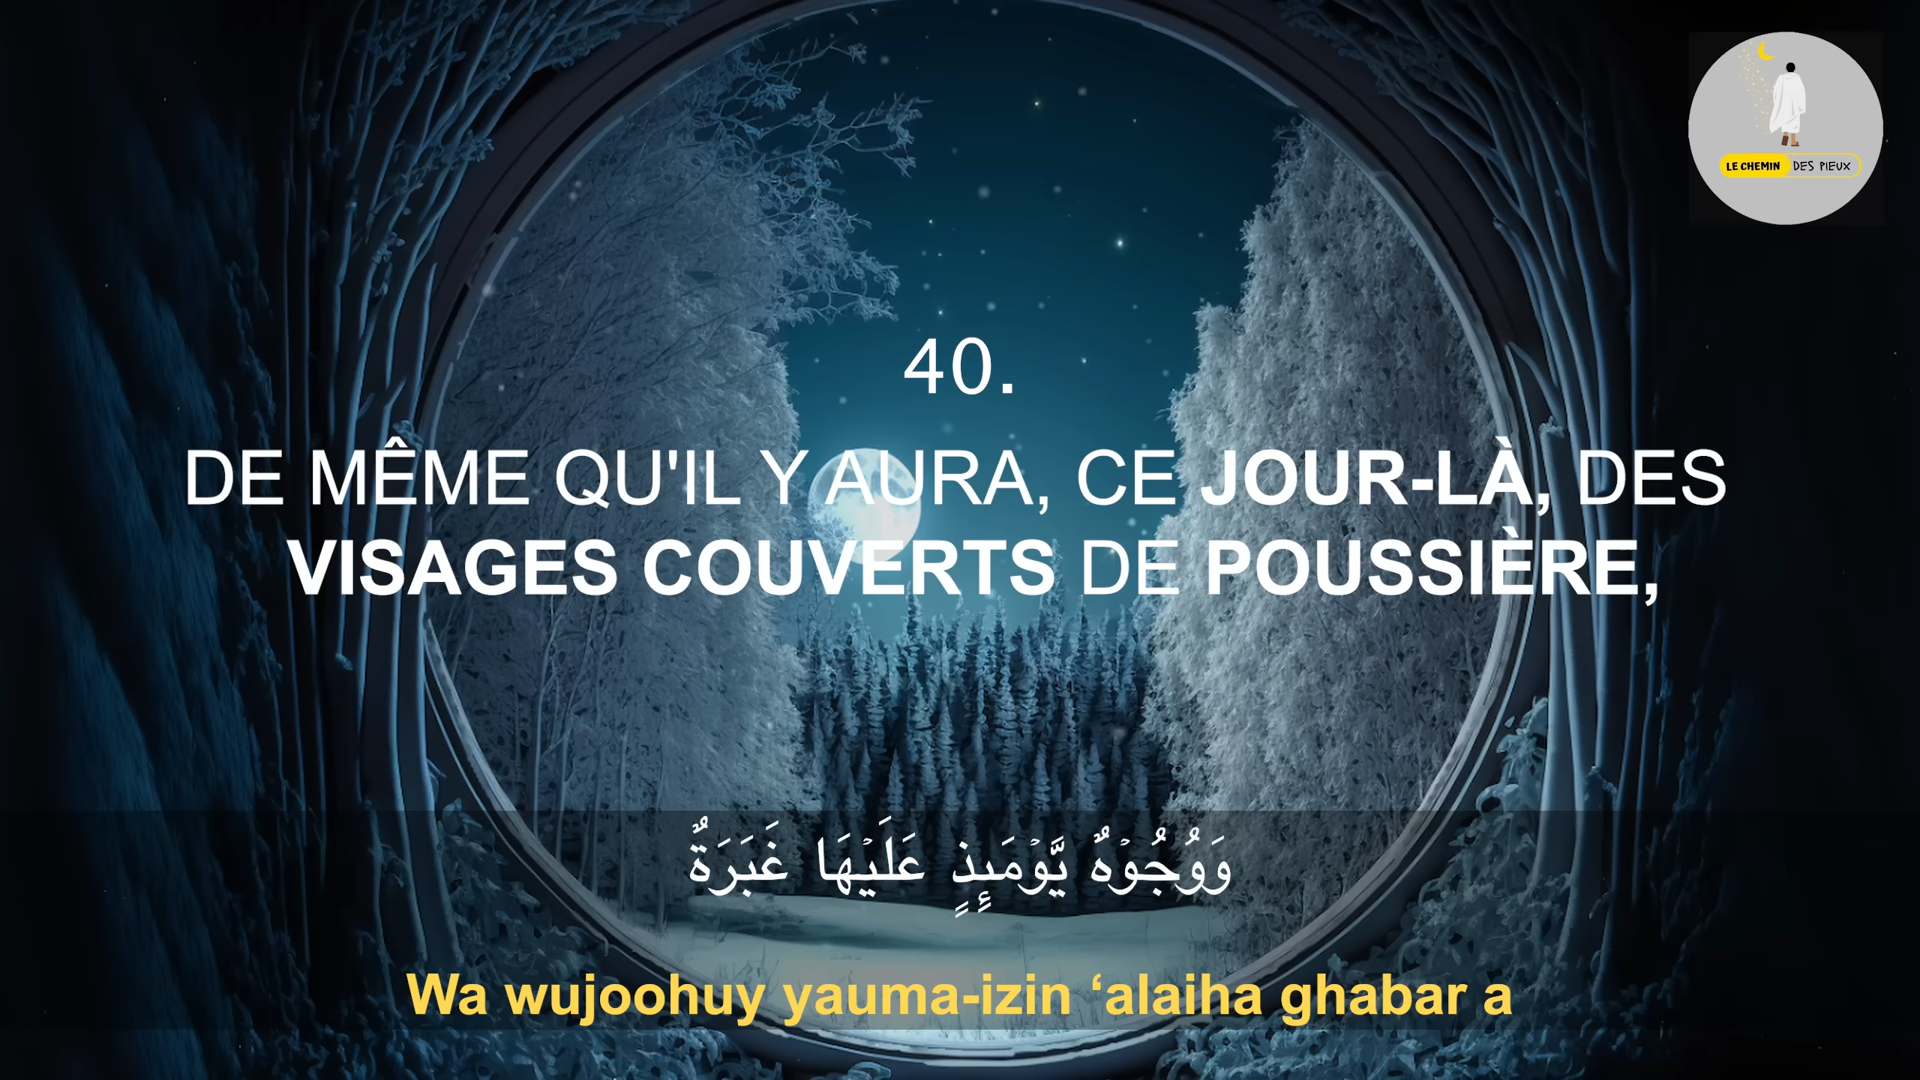 LE CHEMIN DES PIEUX
40.
DE MÊME QU'IL Y AURA, CE JOUR-LÀ, DES
VISAGES COUVERTS DE POUSSIÈRE,
وَوُجُوْهٌ يَّوْمَىِٕذٍ عَلَيْهَا غَبَرَةٌ
Wa wujoohuy yauma-izin ‘alaiha ghabar a